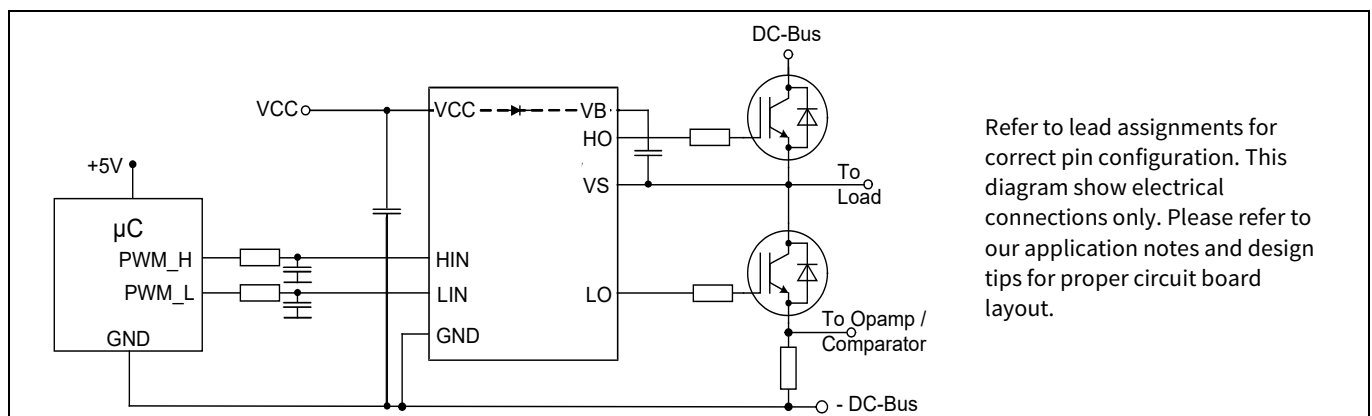 DC-Bus
VCC
VCC
VB
HO
+5V
To
Load
VS
µC
PWM_H
HIN
PWM_L
LIN
LO
To Opamp /
Comparator
GND
GND
- DC-Bus
Refer to lead assignments for
correct pin configuration. This
diagram show electrical
connections only. Please refer to
our application notes and design
tips for proper circuit board
layout.